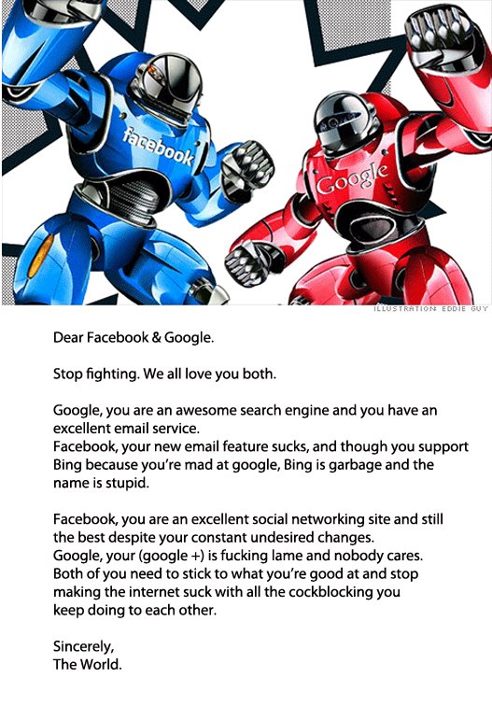 facebook
Google
ILLUSTRATION: EDDIE GUY
Dear Facebook & Google.
Stop fighting. We all love you both.
Google, you are an awesome search engine and you have an
excellent email service.
Facebook, your new email feature sucks, and though you support
Bing because you're mad at google, Bing is garbage and the
name is stupid.
Facebook, you are an excellent social networking site and still
the best despite your constant undesired changes.
Google, your (google +) is fucking lame and nobody cares.
Both of you need to stick to what you're good at and stop
making the internet suck with all the cockblocking you
keep doing to each other.
Sincerely,
The World.